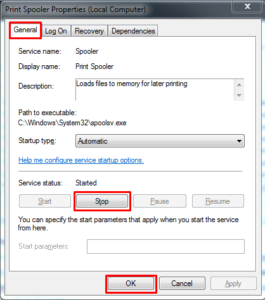 Print Spooler Properties (Local Computer)
General Log On Recovery Dependencies
Service name: Spooler
Display name: Print Spooler
Description: Loads files to memory for later printing
Path to executable:
C:\Windows\System32\spoolsv.exe
Startup type: Automatic
Help me configure service startup options.
Service status: Started
Start Stop Pause Resume
You can specify the start parameters that apply when you start the service
from here.
Start parameters:
OK Cancel Apply